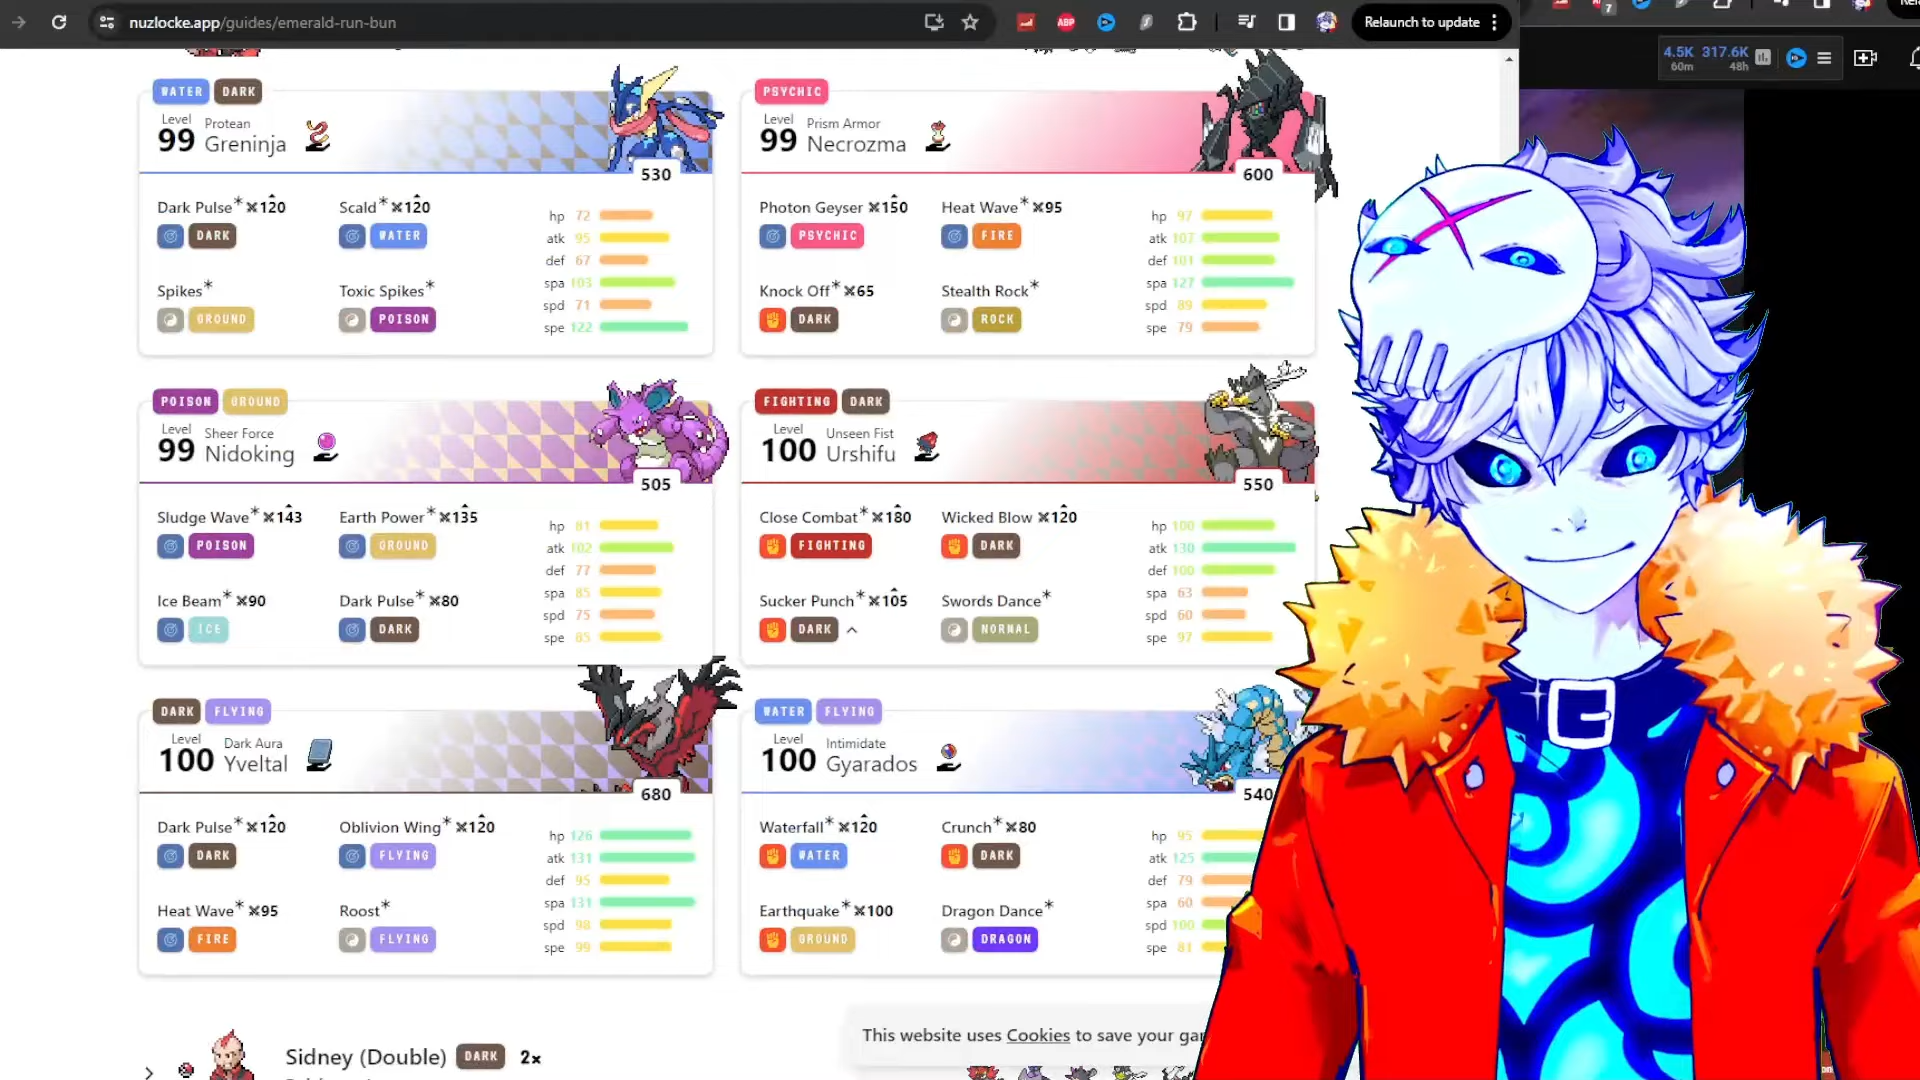 nuzlocke.app/guides/emerald-run-bun
ABP
Relaunch to update
7
4.5K 317.6K
60m 48h
WATER DARK
Level Protean
99 Greninja
530
Dark Pulse* ×120 Scald* ×120
DARK WATER
Spikes* Toxic Spikes*
GROUND POISON
hp 72
atk 95
def 67
spa 103
spd 71
spe 122
PSYCHIC
Level Prism Armor
99 Necrozma
600
Photon Geyser ×150 Heat Wave* ×95
PSYCHIC FIRE
Knock Off* ×65 Stealth Rock*
DARK ROCK
hp 97
atk 107
def 101
spa 127
spd 89
spe 79
POISON GROUND
Level Sheer Force
99 Nidoking
505
Sludge Wave* ×143 Earth Power* ×135
POISON GROUND
Ice Beam* ×90 Dark Pulse* ×80
ICE DARK
hp 81
atk 102
def 77
spa 85
spd 75
spe 85
FIGHTING DARK
Level Unseen Fist
100 Urshifu
550
Close Combat* ×180 Wicked Blow ×120
FIGHTING DARK
Sucker Punch* ×105 Swords Dance*
DARK NORMAL
hp 100
atk 130
def 100
spa 63
spd 60
spe 97
DARK FLYING
Level Dark Aura
100 Yveltal
680
Dark Pulse* ×120 Oblivion Wing* ×120
DARK FLYING
Heat Wave* ×95 Roost*
FIRE FLYING
hp 126
atk 131
def 95
spa 131
spd 98
spe 99
WATER FLYING
Level Intimidate
100 Gyarados
540
Waterfall* ×120 Crunch* ×80
WATER DARK
Earthquake* ×100 Dragon Dance*
GROUND DRAGON
hp 95
atk 125
def 79
spa 60
spd 100
spe 81
Sidney (Double) DARK 2x
This website uses Cookies to save your gar